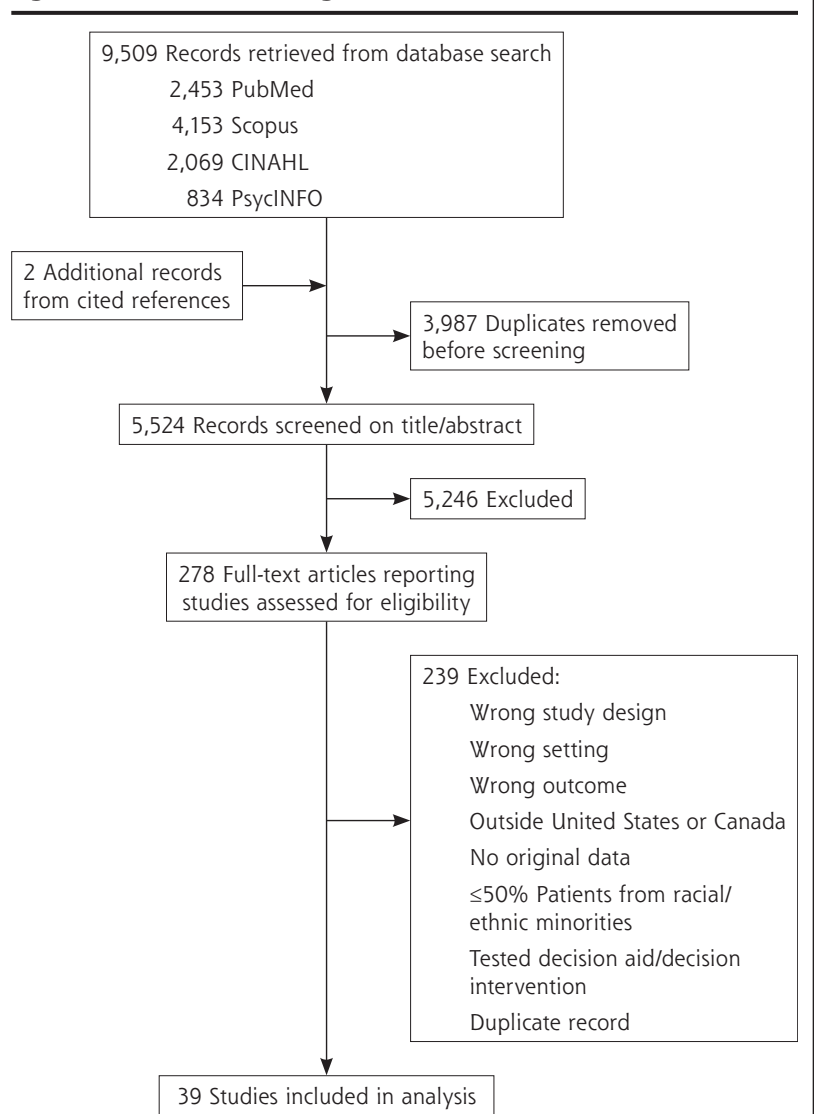 9,509 Records retrieved from database search
2,453 PubMed
4,153 Scopus
2,069 CINAHL
834 PsycINFO
2 Additional records
from cited references
3,987 Duplicates removed
before screening
5,524 Records screened on title/abstract
5,246 Excluded
278 Full-text articles reporting
studies assessed for eligibility
239 Excluded:
Wrong study design
Wrong setting
Wrong outcome
Outside United States or Canada
No original data
≤50% Patients from racial/
ethnic minorities
Tested decision aid/decision
intervention
Duplicate record
39 Studies included in analysis